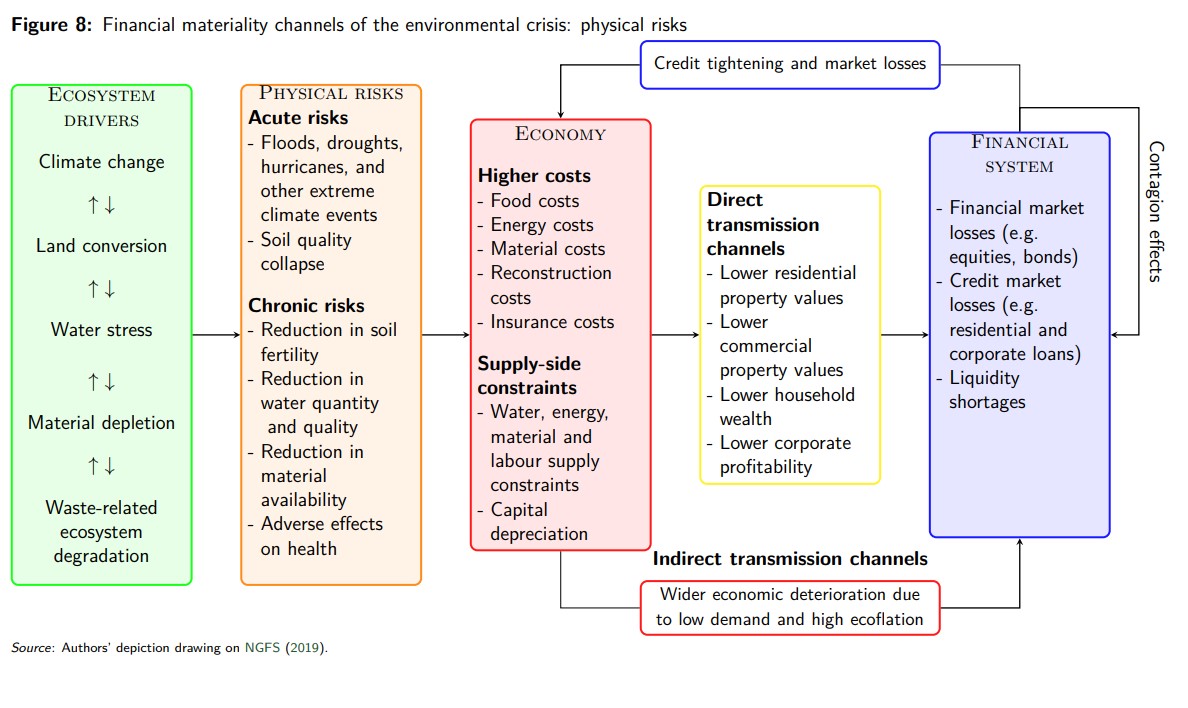 Figure 8: Financial materiality channels of the environmental crisis: physical risks
Ecosystem
drivers
Climate change
↑↓
Land conversion
↑↓
Water stress
↑↓
Material depletion
↑↓
Waste-related
ecosystem
degradation
Physical risks
Acute risks
- Floods, droughts,
hurricanes, and
other extreme
climate events
- Soil quality
collapse
Chronic risks
- Reduction in soil
fertility
- Reduction in
water quantity
and quality
- Reduction in
material
availability
- Adverse effects
on health
Economy
Higher costs
- Food costs
- Energy costs
- Material costs
- Reconstruction
costs
- Insurance costs
Supply-side
constraints
- Water, energy,
material and
labour supply
constraints
- Capital
depreciation
Credit tightening and market losses
Direct
transmission
channels
- Lower residential
property values
- Lower
commercial
property values
- Lower household
wealth
- Lower corporate
profitability
Indirect transmission channels
Wider economic deterioration due
to low demand and high ecoflation
Financial
system
- Financial market
losses (e.g.
equities, bonds)
- Credit market
losses (e.g.
residential and
corporate loans)
- Liquidity
shortages
Contagion effects
Source: Authors' depiction drawing on NGFS (2019).